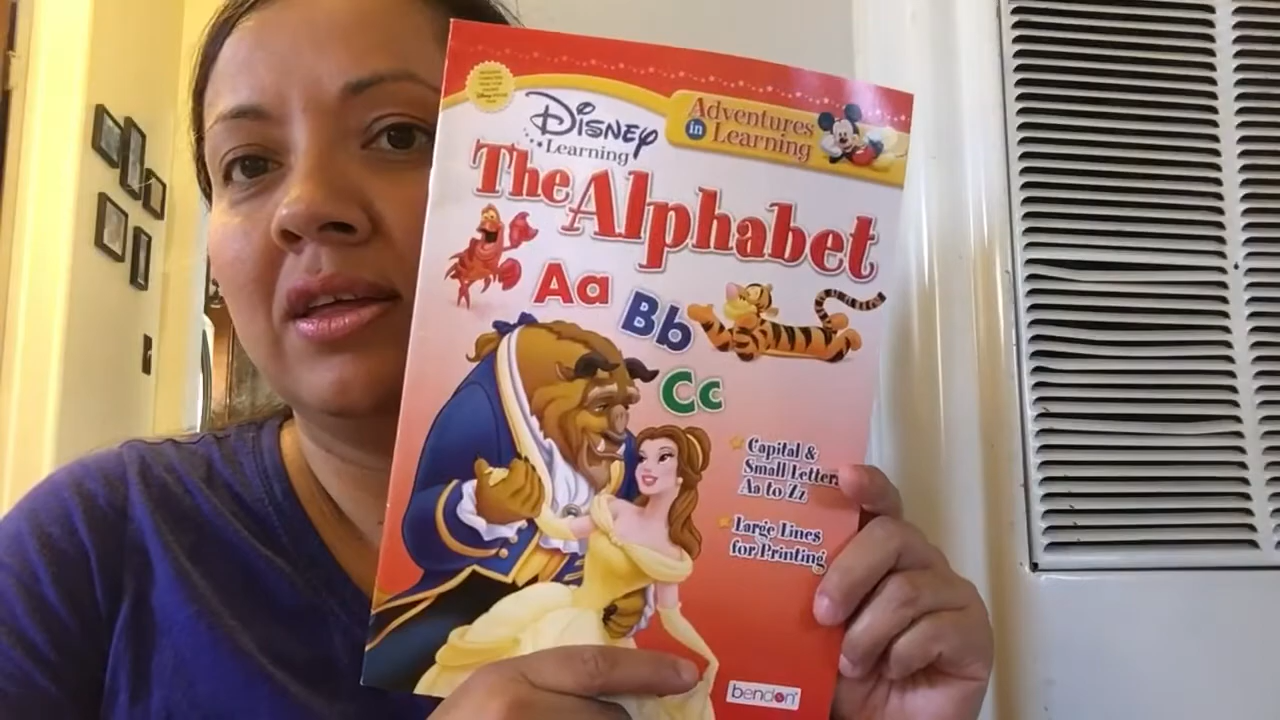 Disney
Learning
Adventures
in Learning
The Alphabet
Aa
Bb
Cc
Capital &
Small Letters
Aa to Zz
Large Lines
for Printing
bendon